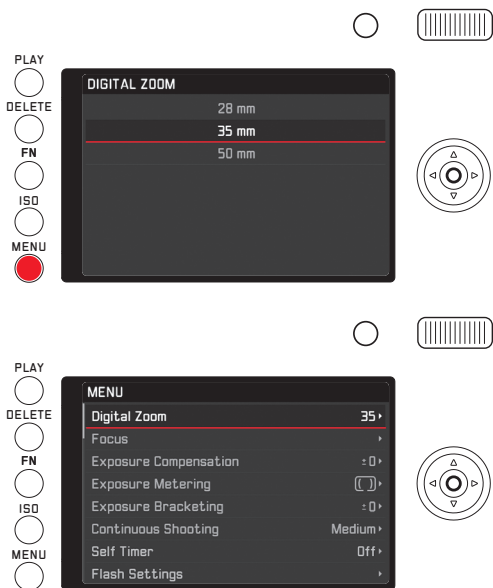 PLAY
DELETE
FN
ISO
MENU
DIGITAL ZOOM
28 mm
35 mm
50 mm
PLAY
DELETE
FN
ISO
MENU
MENU
Digital Zoom 35
Focus
Exposure Compensation ±0
Exposure Metering
Exposure Bracketing ±0
Continuous Shooting Medium
Self Timer Off
Flash Settings